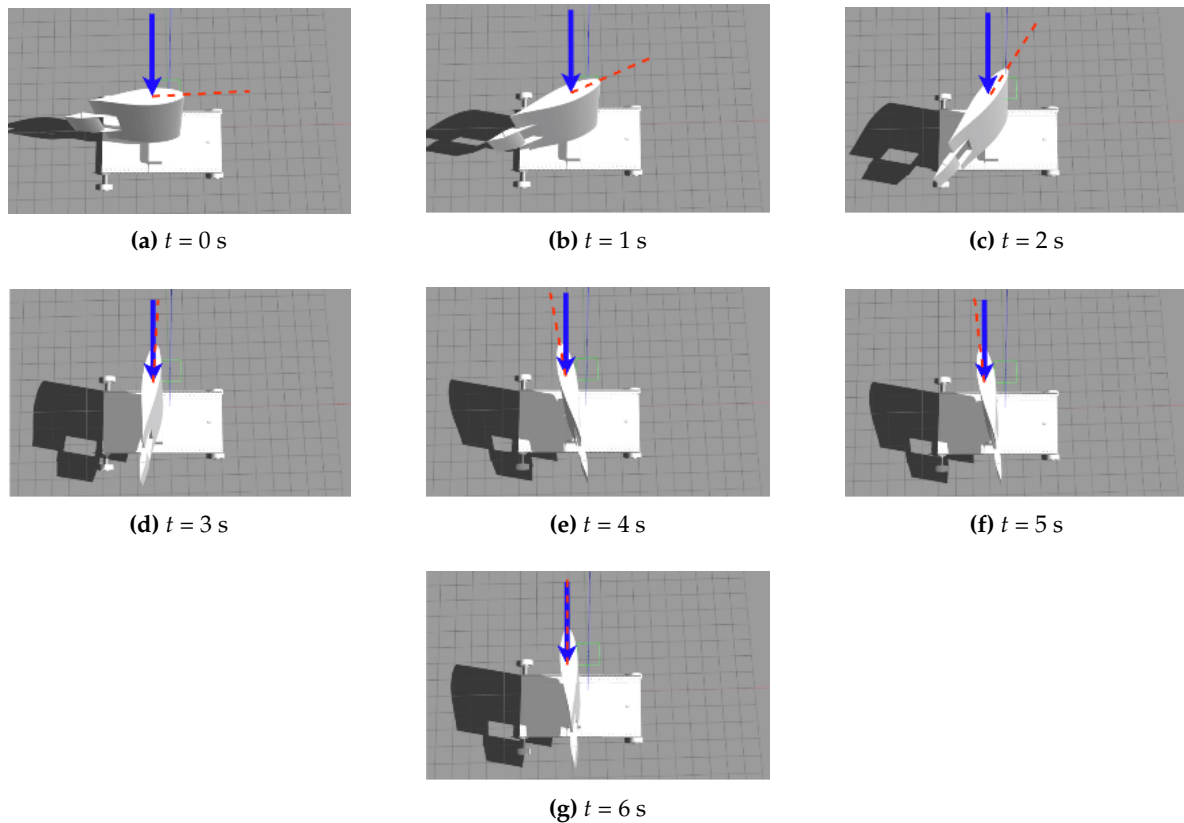 (a) t = 0 s
(b) t = 1 s
(c) t = 2 s
(d) t = 3 s
(e) t = 4 s
(f) t = 5 s
(g) t = 6 s